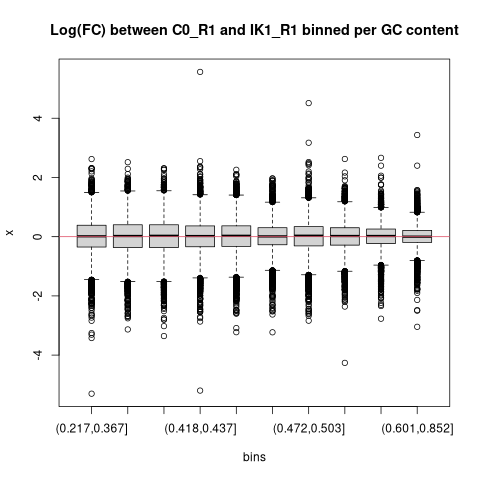 Log(FC) between C0_R1 and IK1_R1 binned per GC content
4
2
0
-2
-4
x
(0.217,0.367] (0.418,0.437] (0.472,0.503] (0.601,0.852]
bins